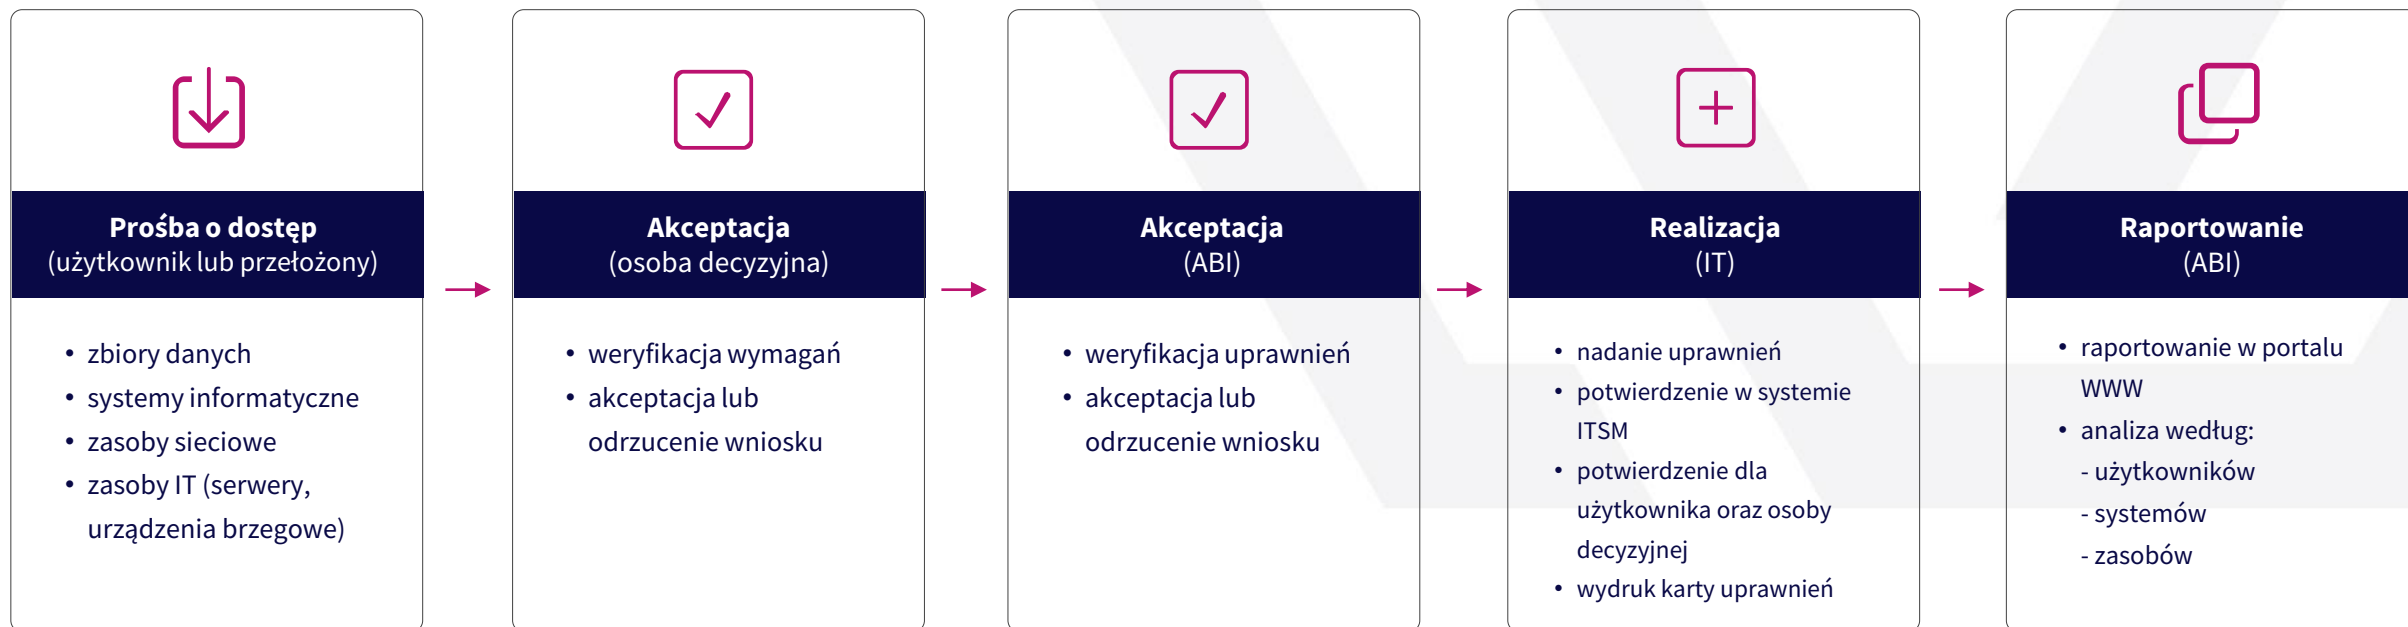 Prośba o dostęp
(użytkownik lub przełożony)
• zbiory danych
• systemy informatyczne
• zasoby sieciowe
• zasoby IT (serwery,
urządzenia brzegowe)
Akceptacja
(osoba decyzyjna)
• weryfikacja wymagań
• akceptacja lub
odrzucenie wniosku
Akceptacja
(ABI)
• weryfikacja uprawnień
• akceptacja lub
odrzucenie wniosku
Realizacja
(IT)
• nadanie uprawnień
• potwierdzenie w systemie
ITSM
• potwierdzenie dla
użytkownika oraz osoby
decyzyjnej
• wydruk karty uprawnień
Raportowanie
(ABI)
• raportowanie w portalu
WWW
• analiza według:
- użytkowników
- systemów
- zasobów